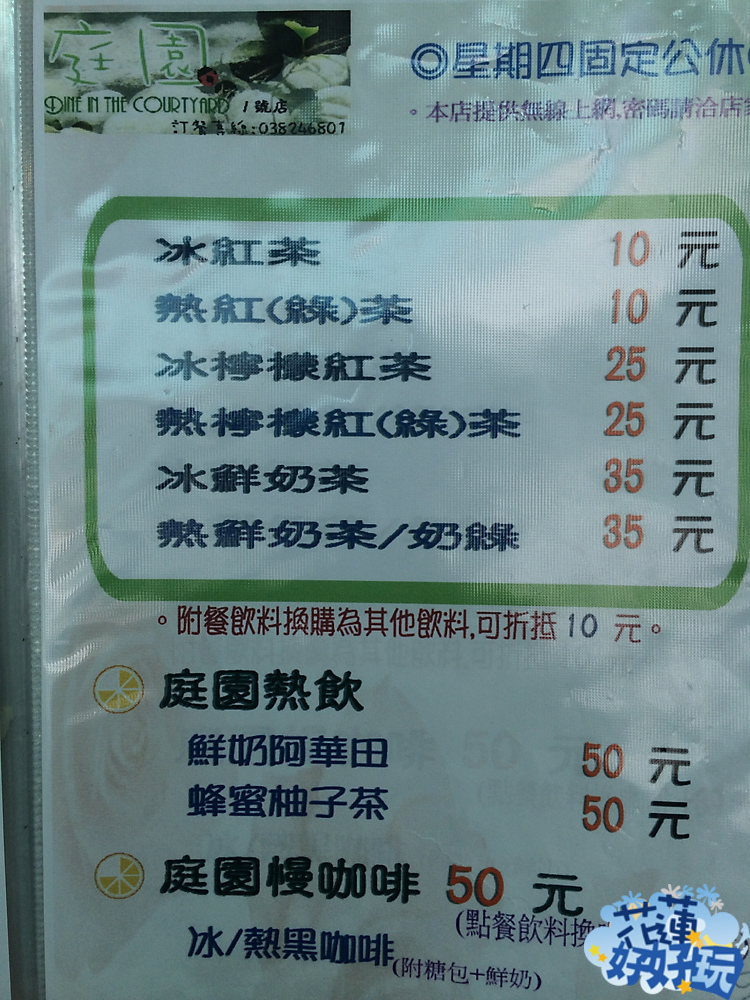 庭園
DINE IN THE COURTYARD 1號店
訂餐專線:038246801
◎星期四固定公休
。本店提供無線上網,密碼請洽店
冰紅茶 10 元
熱紅(綠)茶 10 元
冰檸檬紅茶 25 元
熱檸檬紅(綠)茶 25 元
冰鮮奶茶 35 元
熱鮮奶茶/奶綠 35 元
。附餐飲料換購為其他飲料,可折抵 10 元。
庭園熱飲
鮮奶阿華田 50 元
蜂蜜柚子茶 50 元
庭園慢咖啡 50 元
(點餐飲料換
冰/熱黑咖啡(附糖包+鮮奶)
花蓮
好好玩